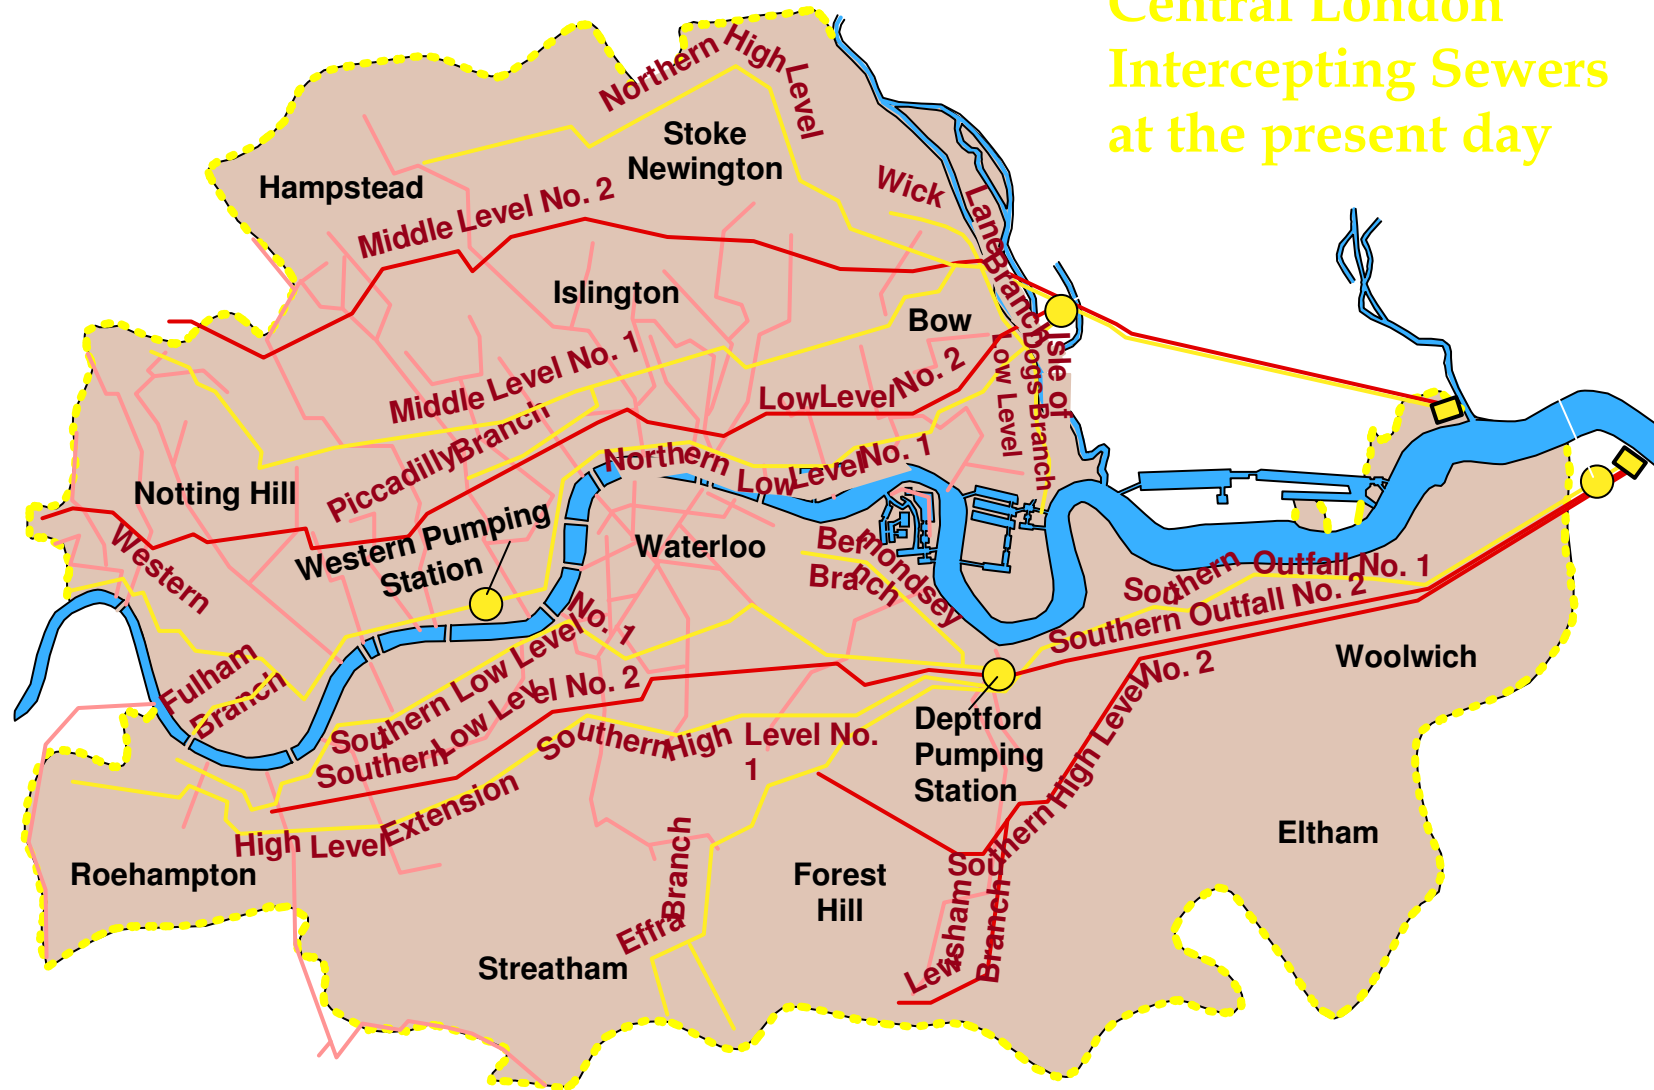 Central London
Intercepting Sewers
at the present day
Northern High Level
Stoke
Newington
Hampstead
Wick Lane Branch
Middle Level No. 2
Islington
Bow
Isle of Dogs Branch
Low Level
Middle Level No. 1
Low Level No. 2
Piccadilly Branch
Northern Low Level No. 1
Notting Hill
Western Pumping
Station
Waterloo
Bermondsey
Branch
Western
Fulham
Branch
Southern Outfall No. 1
Southern Outfall No. 2
Southern Low Level No. 1
Southern Low Level No. 2
Woolwich
Southern High Level No. 2
Deptford
Pumping
Station
Southern High Level No.
1
High Level Extension
Eltham
Roehampton
Effra Branch
Forest
Hill
Lewisham
Branch
Streatham